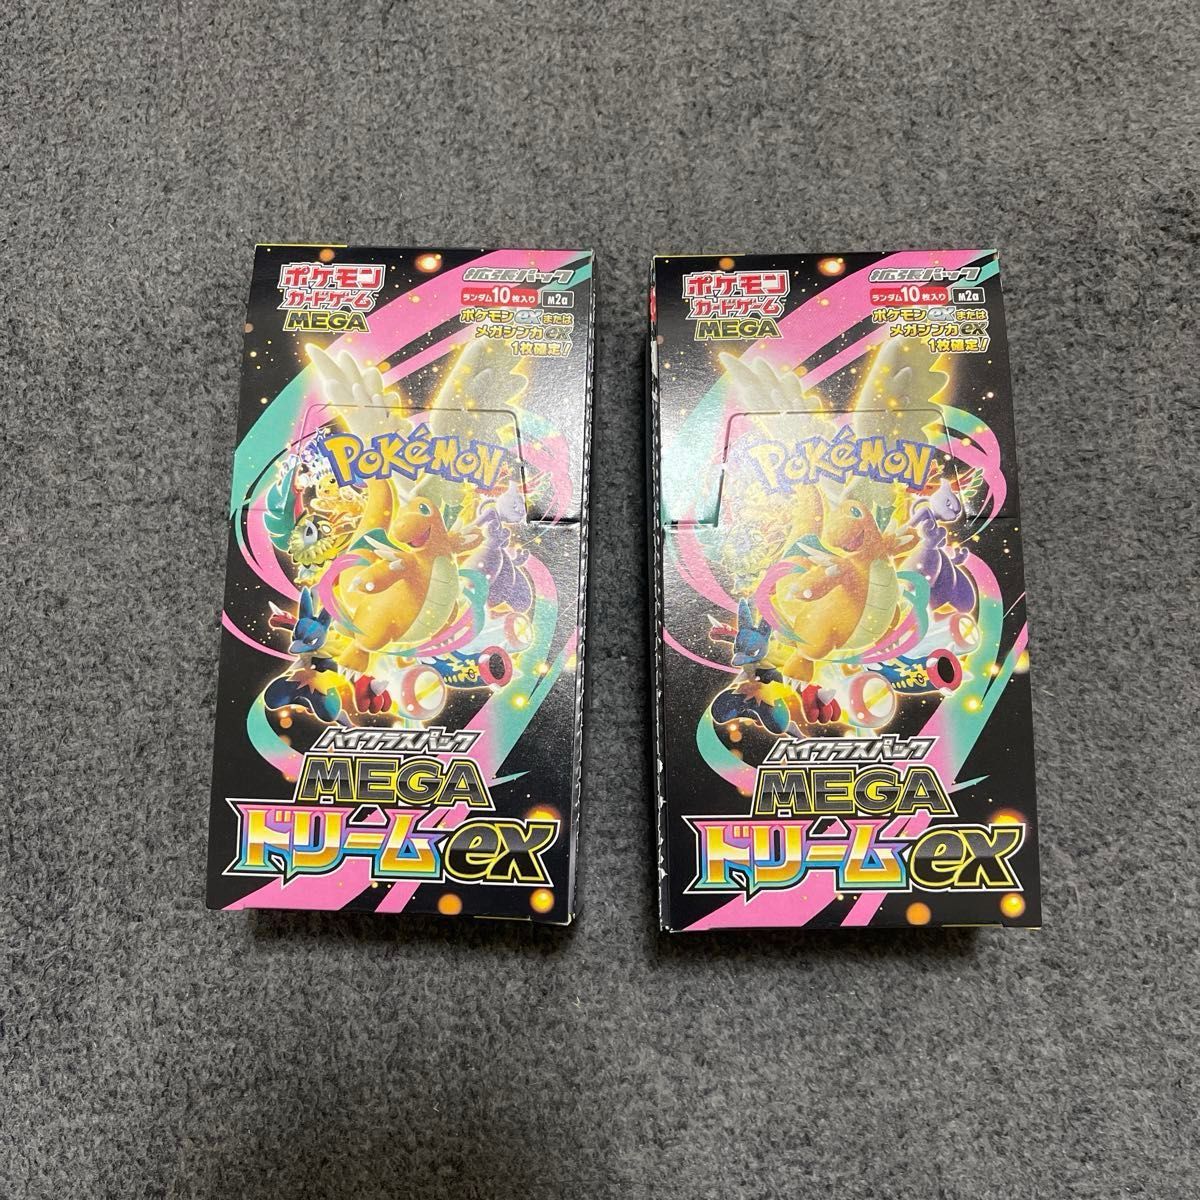 ポケモン
カードゲーム
MEGA
拡張パック
ランダム10枚入り
M2a
ポケモンexまたは
メガシンカex
1枚確定!
POKéMON
ハイクラスパック
MEGA
ドリームex
ポケモン
カードゲーム
MEGA
拡張パック
ランダム10枚入り
M2a
ポケモンexまたは
メガシンカex
1枚確定!
POKéMON
ハイクラスパック
MEGA
ドリームex